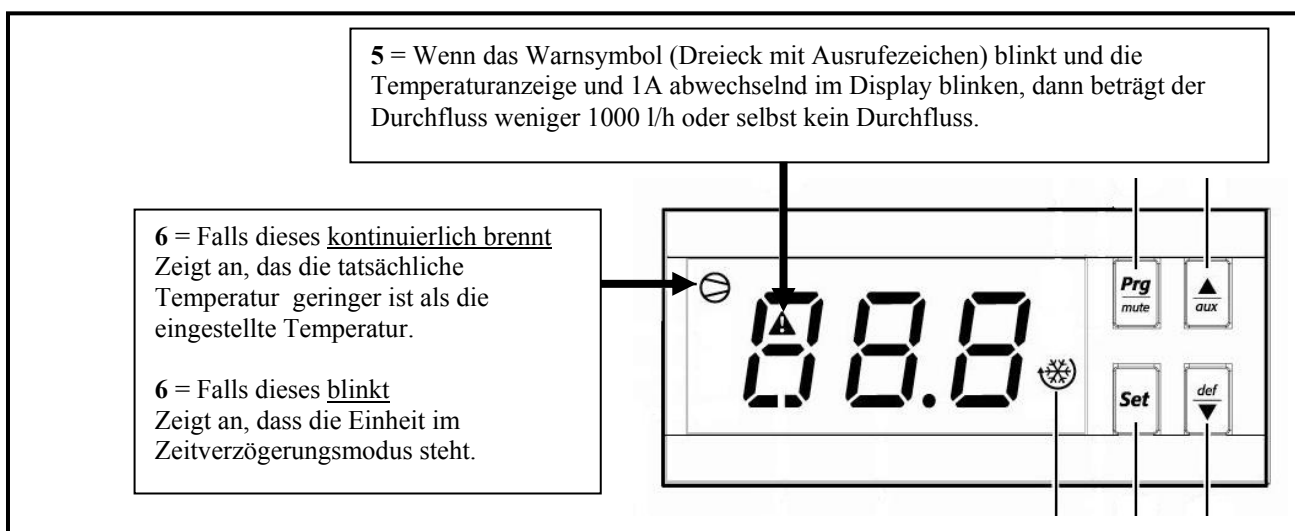 5 = Wenn das Warnsymbol (Dreieck mit Ausrufezeichen) blinkt und die
Temperaturanzeige und 1A abwechselnd im Display blinken, dann beträgt der
Durchfluss weniger 1000 l/h oder selbst kein Durchfluss.
6 = Falls dieses kontinuierlich brennt
Zeigt an, das die tatsächliche
Temperatur geringer ist als die
eingestellte Temperatur.
6 = Falls dieses blinkt
Zeigt an, dass die Einheit im
Zeitverzögerungsmodus steht.
88.8
Prg
mute
aux
Set
def